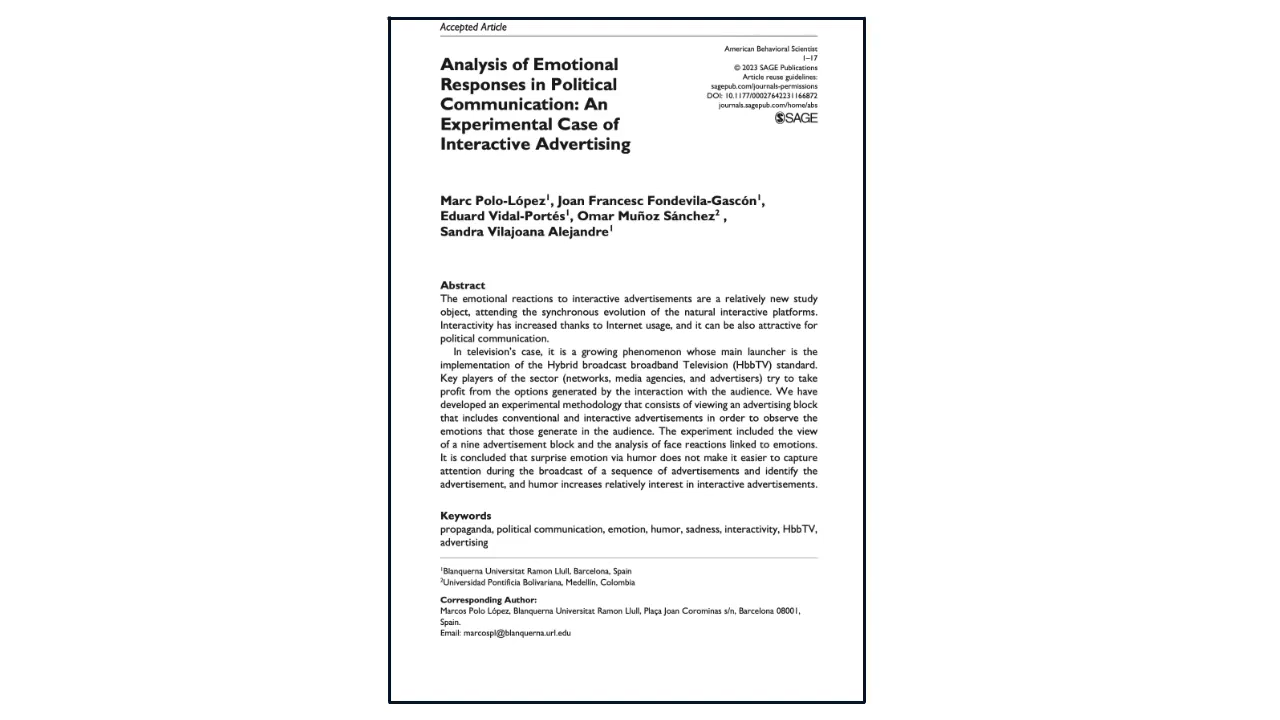 Accepted Article
Analysis of Emotional
Responses in Political
Communication: An
Experimental Case of
Interactive Advertising
American Behavioral Scientist
1–17
© 2023 SAGE Publications
Article reuse guidelines:
sagepub.com/journals-permissions
DOI: 10.1177/00027642231166872
journals.sagepub.com/home/abs
SAGE
Marc Polo-López¹, Joan Francesc Fondevila-Gascón¹,
Eduard Vidal-Portés¹, Omar Muñoz Sánchez² ,
Sandra Vilajoana Alejandre¹
Abstract
The emotional reactions to interactive advertisements are a relatively new study
object, attending the synchronous evolution of the natural interactive platforms.
Interactivity has increased thanks to Internet usage, and it can be also attractive for
political communication.
In television's case, it is a growing phenomenon whose main launcher is the
implementation of the Hybrid broadcast broadband Television (HbbTV) standard.
Key players of the sector (networks, media agencies, and advertisers) try to take
profit from the options generated by the interaction with the audience. We have
developed an experimental methodology that consists of viewing an advertising block
that includes conventional and interactive advertisements in order to observe the
emotions that those generate in the audience. The experiment included the view
of a nine advertisement block and the analysis of face reactions linked to emotions.
It is concluded that surprise emotion via humor does not make it easier to capture
attention during the broadcast of a sequence of advertisements and identify the
advertisement, and humor increases relatively interest in interactive advertisements.
Keywords
propaganda, political communication, emotion, humor, sadness, interactivity, HbbTV,
advertising
¹Blanquerna Universitat Ramon Llull, Barcelona, Spain
²Universidad Pontificia Bolivariana, Medellín, Colombia
Corresponding Author:
Marcos Polo López, Blanquerna Universitat Ramon Llull, Plaça Joan Corominas s/n, Barcelona 08001,
Spain.
Email: marcospl@blanquerna.url.edu